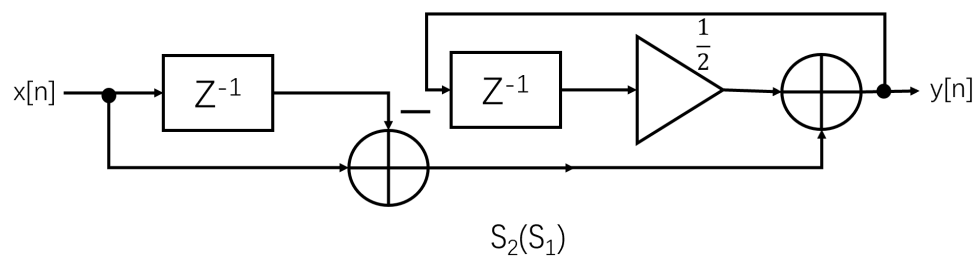 x[n]
Z⁻¹
−
Z⁻¹
1/2
y[n]
S₂(S₁)